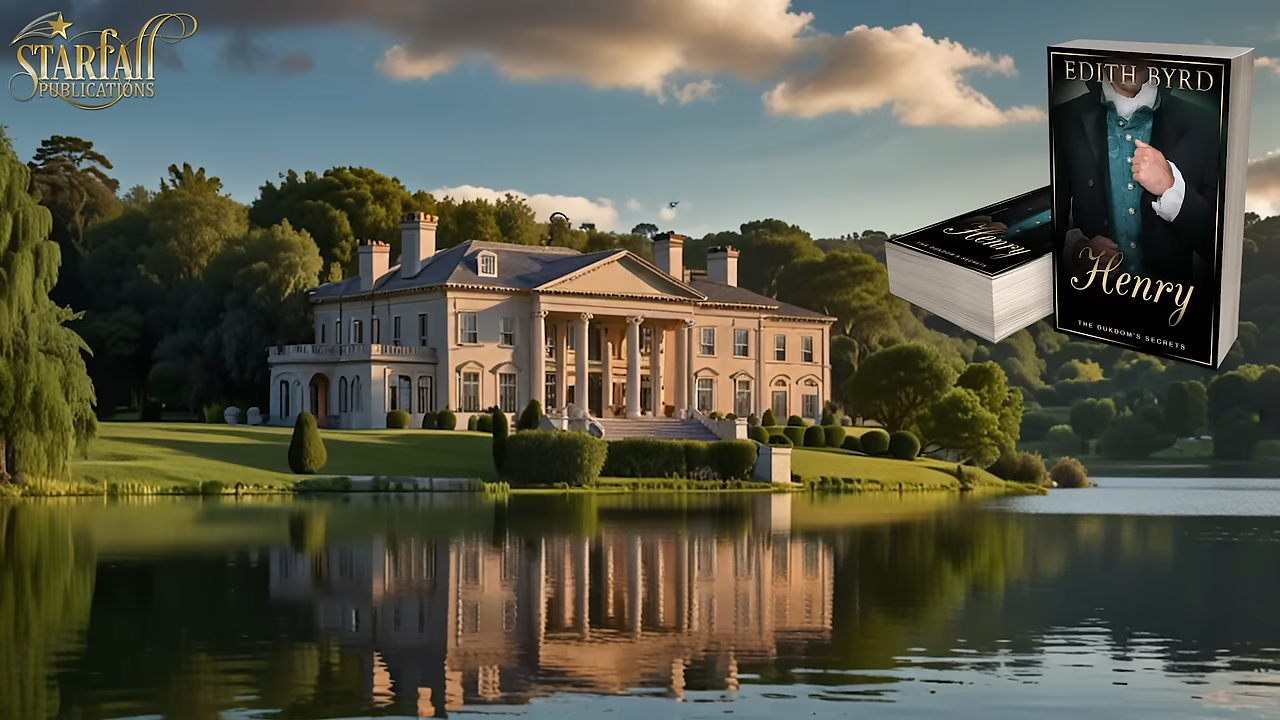 STARfAll
PUBLICATIONS
EDITH BYRD
Henry
THE DUKDOM'S SECRETS
Henry
THE DUKDOM'S SECRETS